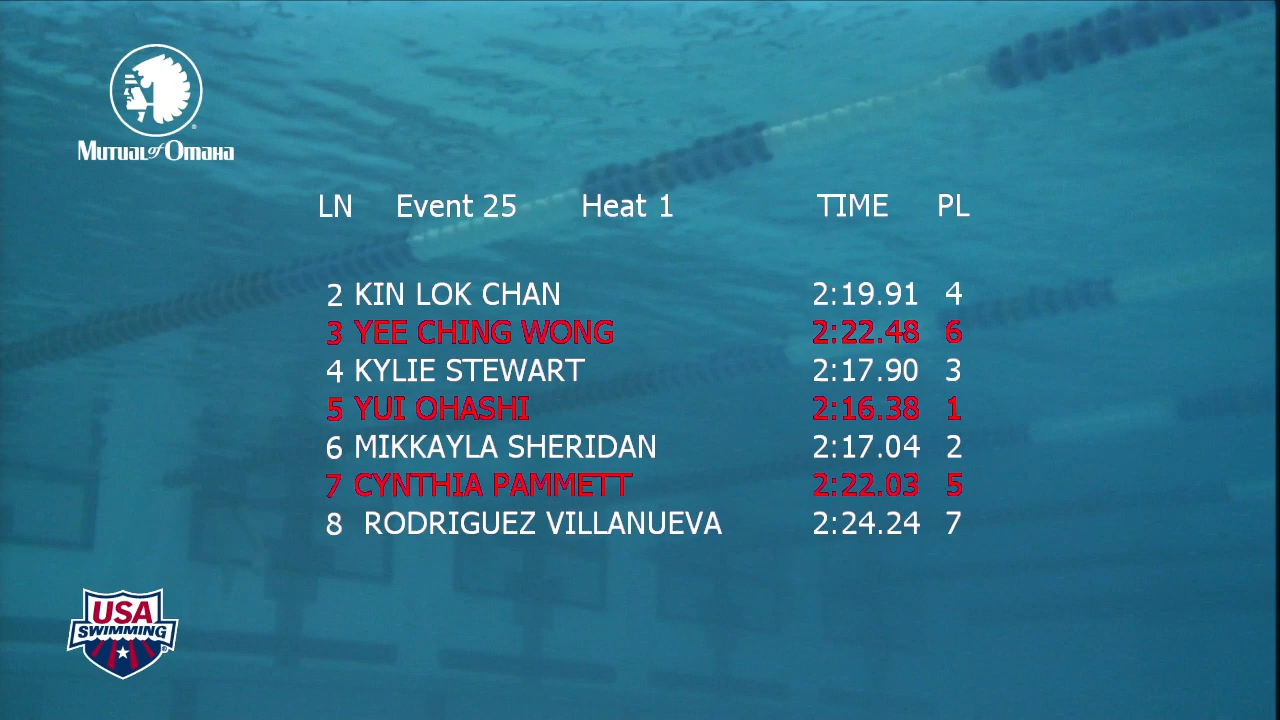 Mutual of Omaha
LN Event 25 Heat 1 TIME PL
2 KIN LOK CHAN 2:19.91 4
3 YEE CHING WONG 2:22.48 6
4 KYLIE STEWART 2:17.90 3
5 YUI OHASHI 2:16.38 1
6 MIKKAYLA SHERIDAN 2:17.04 2
7 CYNTHIA PAMMETT 2:22.03 5
8 RODRIGUEZ VILLANUEVA 2:24.24 7
USA
SWIMMING